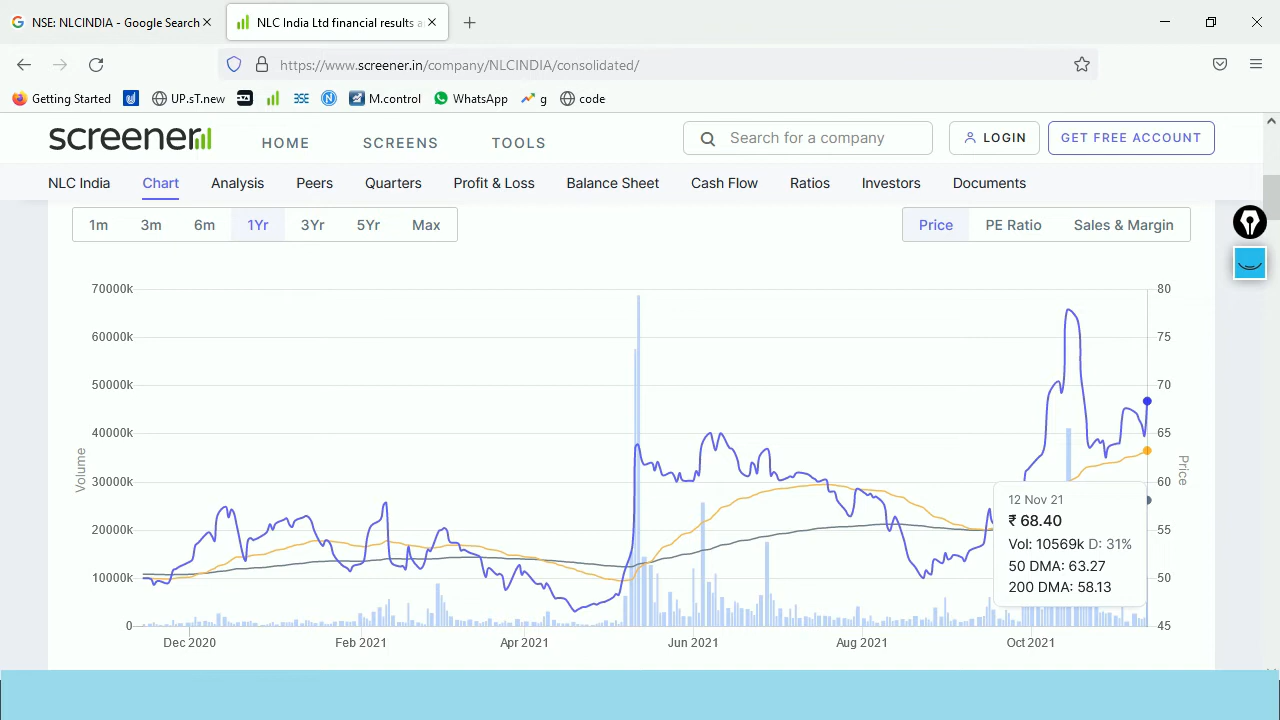 NSE: NLCINDIA - Google Search
NLC India Ltd financial results a
https://www.screener.in/company/NLCINDIA/consolidated/
Getting Started UP.sT.new M.control WhatsApp g code
screener HOME SCREENS TOOLS Search for a company LOGIN GET FREE ACCOUNT
NLC India Chart Analysis Peers Quarters Profit & Loss Balance Sheet Cash Flow Ratios Investors Documents
1m 3m 6m 1Yr 3Yr 5Yr Max Price PE Ratio Sales & Margin
70000k 80
60000k 75
50000k 70
40000k 65
Volume
Price
30000k 60
20000k 55
10000k 50
0 45
12 Nov 21
₹ 68.40
Vol: 10569k D: 31%
50 DMA: 63.27
200 DMA: 58.13
Dec 2020 Feb 2021 Apr 2021 Jun 2021 Aug 2021 Oct 2021